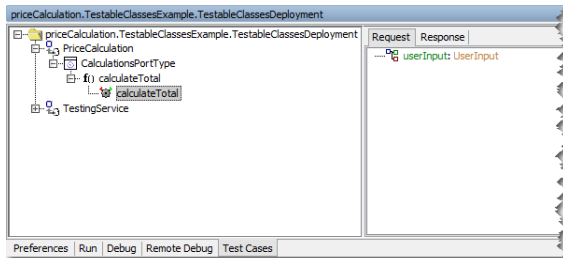 priceCalculation.TestableClassesExample.TestableClassesDeployment
priceCalculation.TestableClassesExample.TestableClassesDeployment
PriceCalculation
CalculationsPortType
f() calculateTotal
calculateTotal
TestingService
Request Response
userInput: UserInput
Preferences Run Debug Remote Debug Test Cases